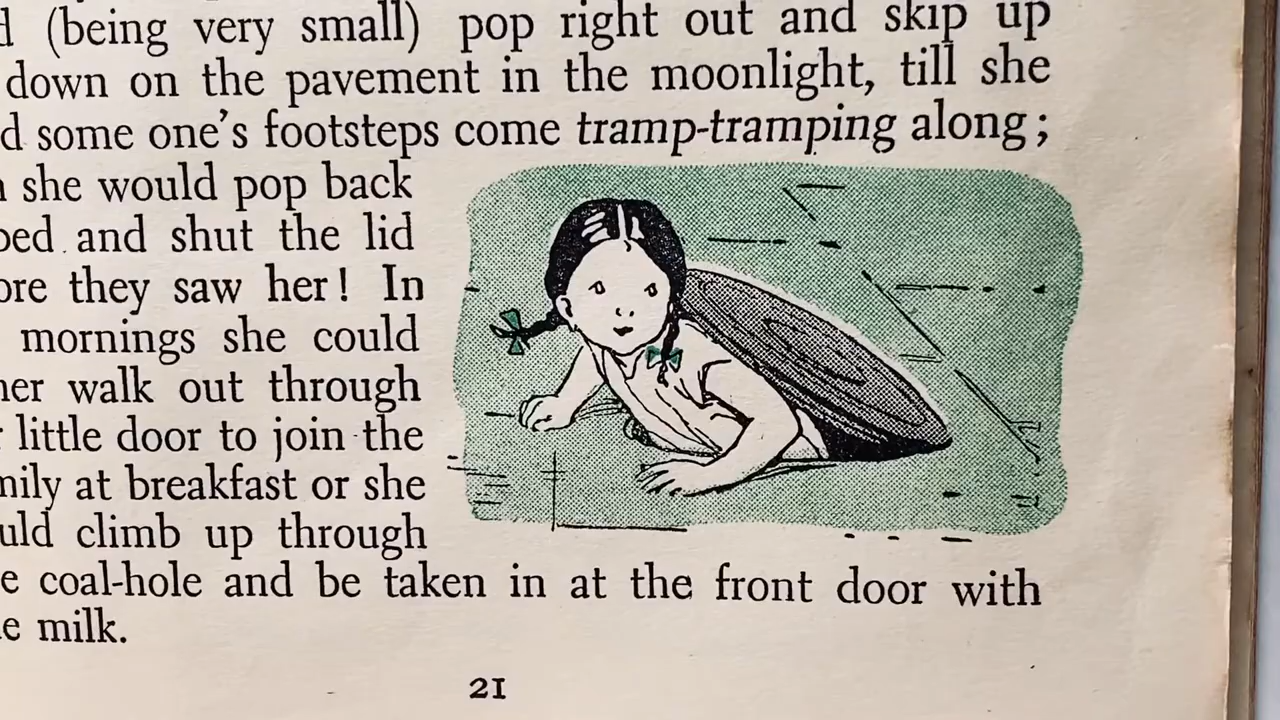 (being very small) pop right out and skip up
down on the pavement in the moonlight, till she
some one's footsteps come tramp-tramping along;
she would pop back
and shut the lid
they saw her! In
mornings she could
walk out through
little door to join the
at breakfast or she
climb up through
coal-hole and be taken in at the front door with
milk.
21